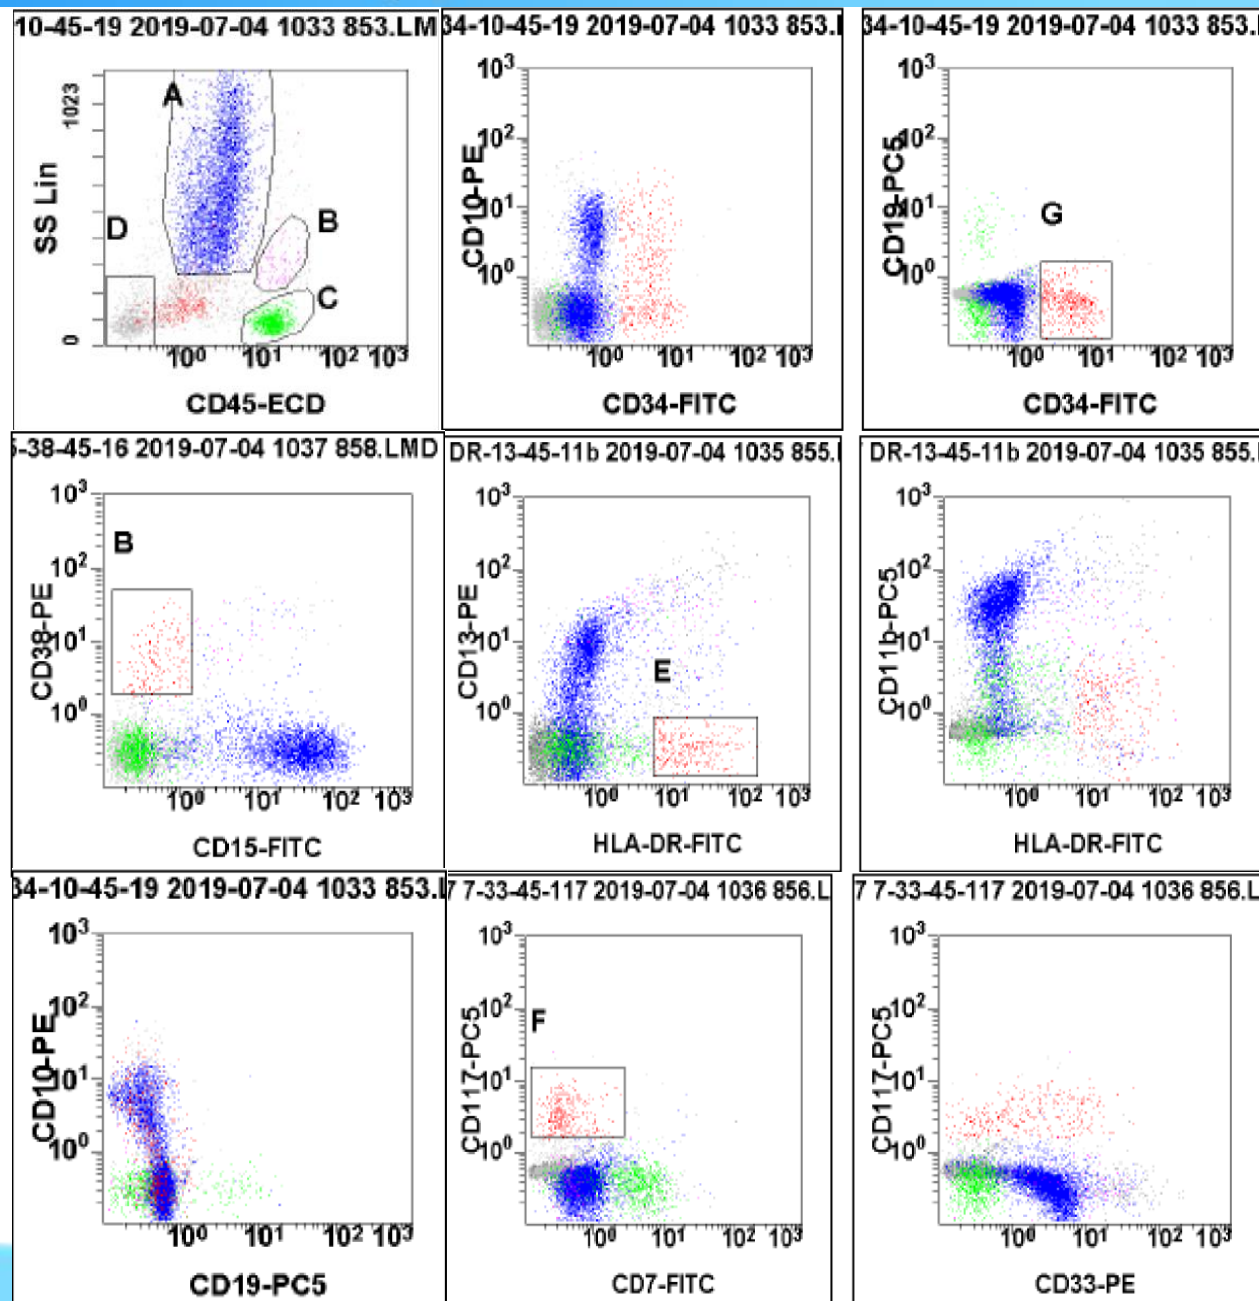 10-45-19 2019-07-04 1033 853.LM
1023
0
SS Lin
A
B
C
D
10⁰ 10¹ 10² 10³
CD45-ECD
34-10-45-19 2019-07-04 1033 853.
10³
10²
10¹
10⁰
CD10-PE
10⁰ 10¹ 10² 10³
CD34-FITC
34-10-45-19 2019-07-04 1033 853.
10³
10²
10¹
10⁰
CD19-PC5
G
10⁰ 10¹ 10² 10³
CD34-FITC
-38-45-16 2019-07-04 1037 858.LMD
10³
10²
10¹
10⁰
CD38-PE
B
10⁰ 10¹ 10² 10³
CD15-FITC
DR-13-45-11b 2019-07-04 1035 855.
10³
10²
10¹
10⁰
CD13-PE
E
10⁰ 10¹ 10² 10³
HLA-DR-FITC
DR-13-45-11b 2019-07-04 1035 855.
10³
10²
10¹
10⁰
CD11b-PC5
10⁰ 10¹ 10² 10³
HLA-DR-FITC
34-10-45-19 2019-07-04 1033 853.
10³
10²
10¹
10⁰
CD10-PE
10⁰ 10¹ 10² 10³
CD19-PC5
7 7-33-45-117 2019-07-04 1036 856.L
10³
10²
10¹
10⁰
CD117-PC5
F
10⁰ 10¹ 10² 10³
CD7-FITC
7 7-33-45-117 2019-07-04 1036 856.L
10³
10²
10¹
10⁰
CD117-PC5
10⁰ 10¹ 10² 10³
CD33-PE